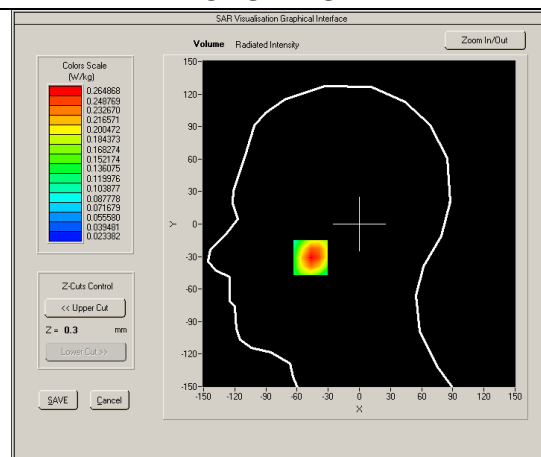 SAR Visualisation Graphical Interface
Volume Radiated Intensity
Zoom In/Out
Colors Scale
(W/kg)
0.264868
0.248769
0.232670
0.216571
0.200472
0.184373
0.168274
0.152174
0.136075
0.119976
0.103877
0.087778
0.071679
0.055580
0.039481
0.023382
Z-Cuts Control
<< Upper Cut
Z = 0.3 mm
Lower Cut >>
SAVE Cancel
150
120
90
60
30
0
-30
-60
-90
-120
-150
Y
-150 -120 -90 -60 -30 0 30 60 90 120 150
X